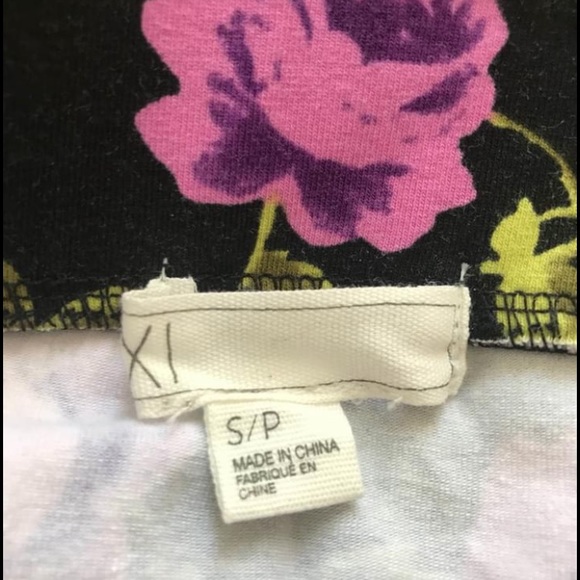 XI
S/P
MADE IN CHINA
FABRIQUÉ EN
CHINE